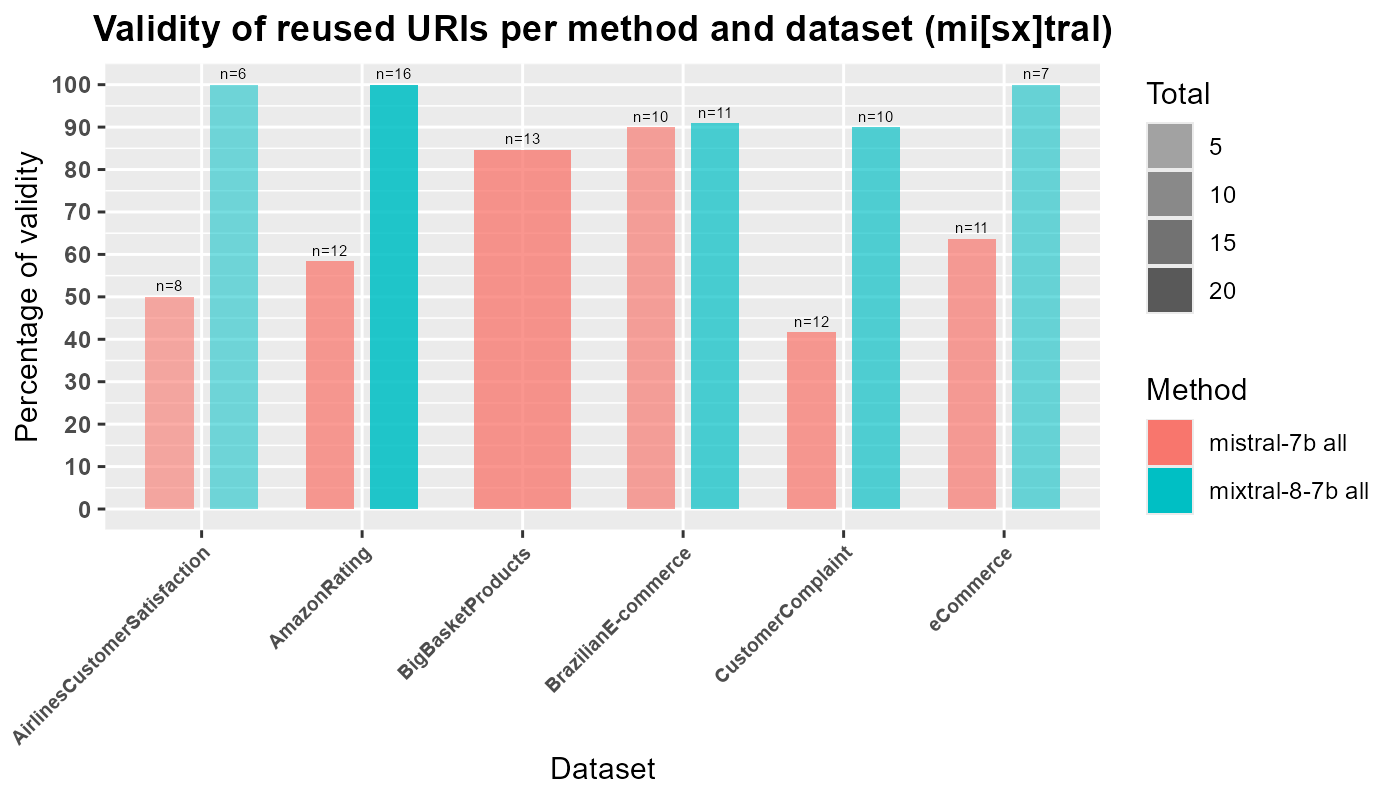 Validity of reused URIs per method and dataset (mi[sx]tral)
Percentage of validity
100
90
80
70
60
50
40
30
20
10
0
n=8
n=6
n=12
n=16
n=13
n=10
n=11
n=12
n=10
n=11
n=7
AirlinesCustomerSatisfaction
AmazonRating
BigBasketProducts
BrazilianE-commerce
CustomerComplaint
eCommerce
Dataset
Total
5
10
15
20
Method
mistral-7b all
mixtral-8-7b all